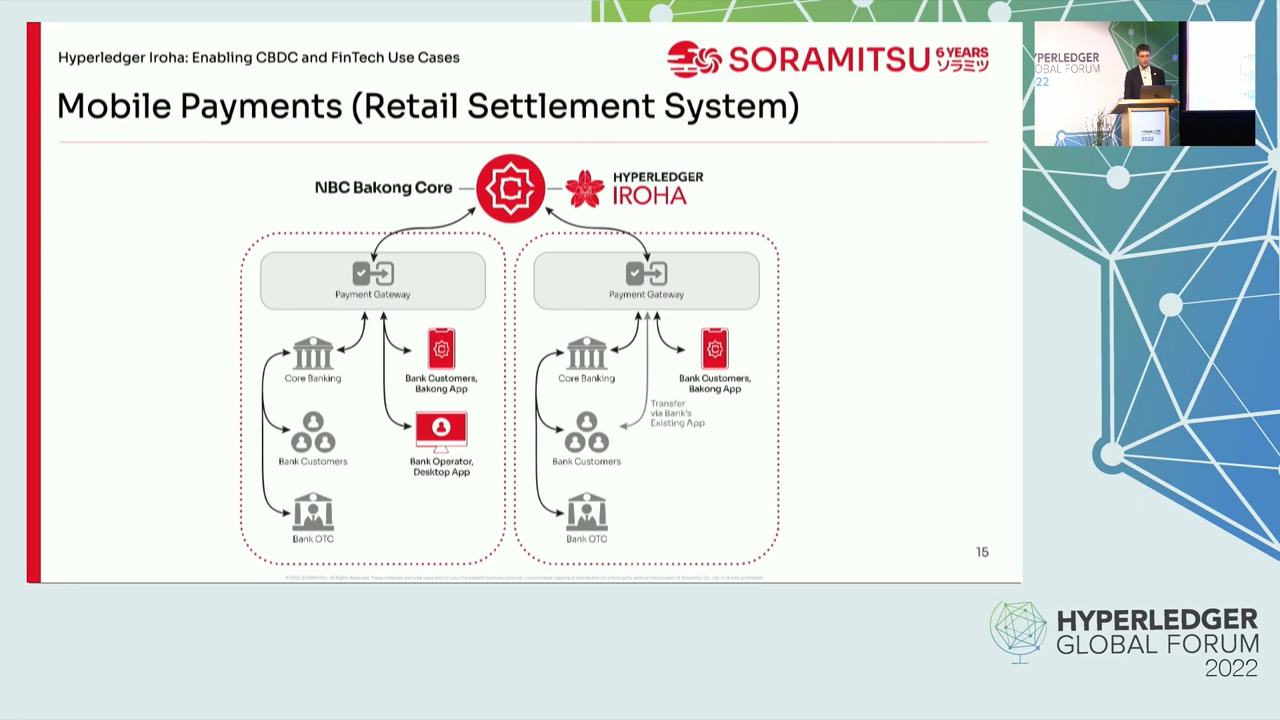 Hyperledger Iroha: Enabling CBDC and FinTech Use Cases
SORAMITSU
6 YEARS
ソラミツ
Mobile Payments (Retail Settlement System)
NBC Bakong Core
HYPERLEDGER
IROHA
Payment Gateway
Core Banking
Bank Customers,
Bakong App
Bank Customers
Bank Operator,
Desktop App
Bank OTC
Payment Gateway
Core Banking
Bank Customers,
Bakong App
Transfer
via Bank's
Existing App
Bank Customers
Bank OTC
15
HYPERLEDGER
GLOBAL FORUM
2022